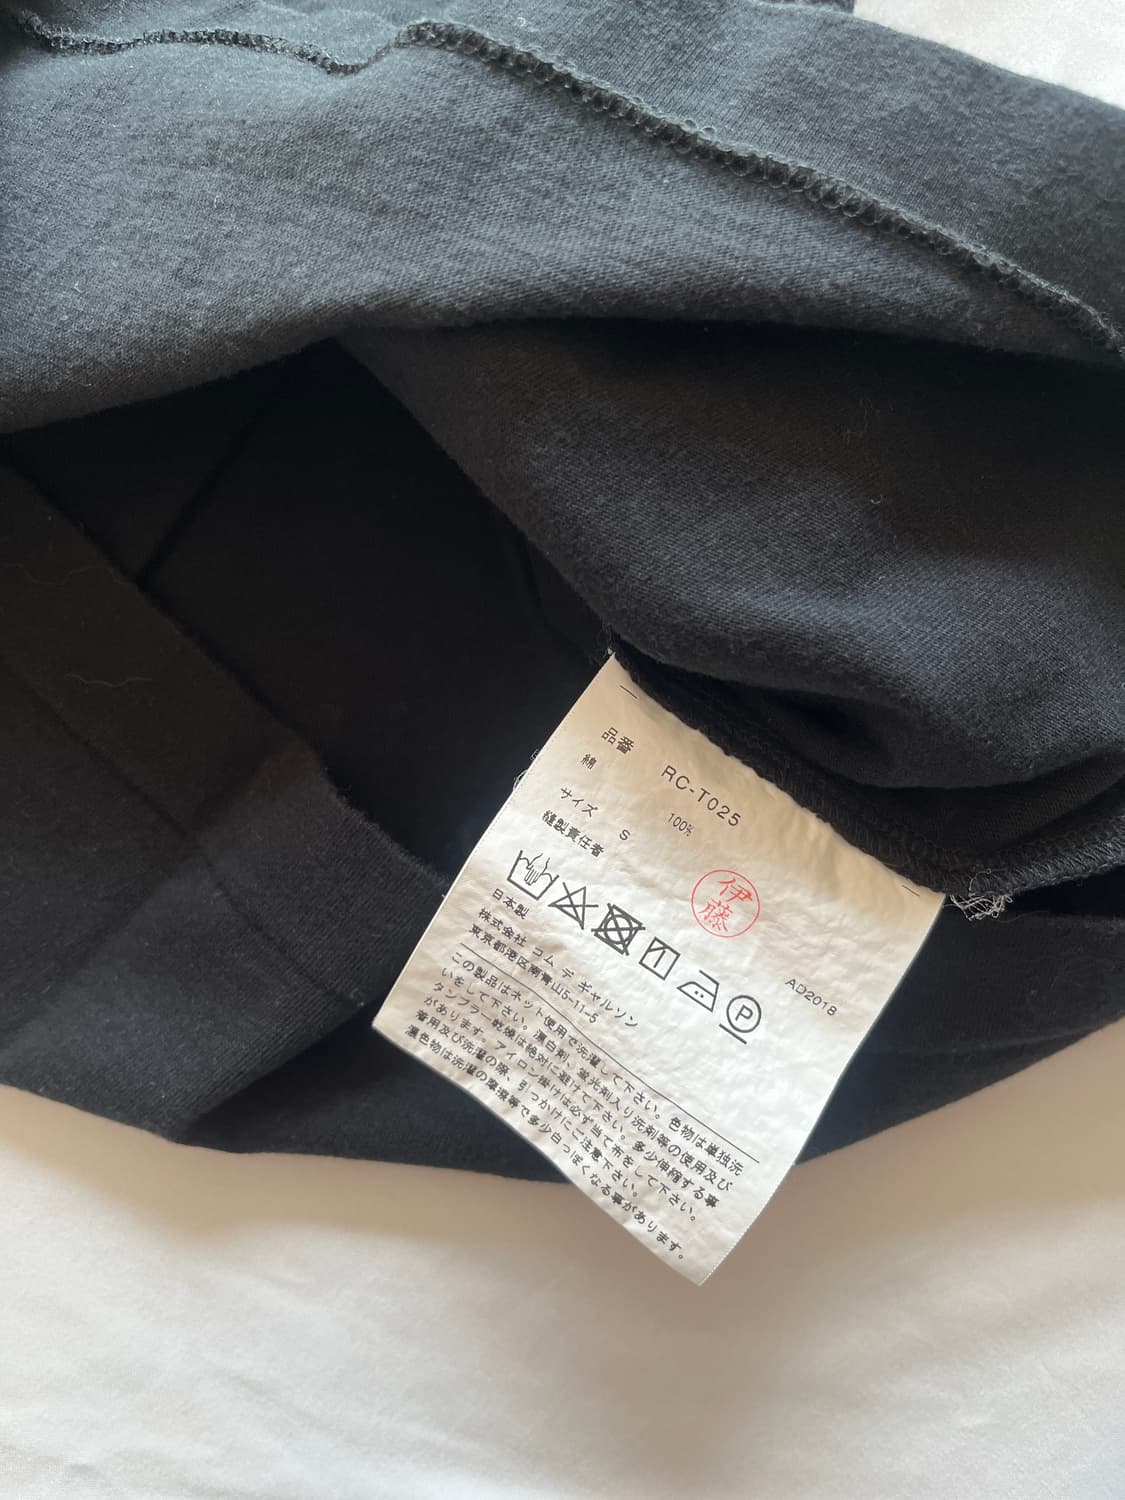 品番 RC-T025
綿 100%
サイズ S
縫製責任者
伊藤
P
AD2018
日本製
株式会社 コム デ ギャルソン
東京都港区南青山5-11-5
この製品はネット使用で洗濯して下さい。色物は単独洗
いをして下さい。漂白剤、蛍光剤入り洗剤等の使用及び
タンブラー乾燥は絶対に避けて下さい。多少伸縮する事
があります。アイロン掛けは必ず当て布をして下さい。
着用及び洗濯の際、引っかけにご注意下さい。
濃色物は洗濯の摩擦等で多少白っぽくなる事があります。